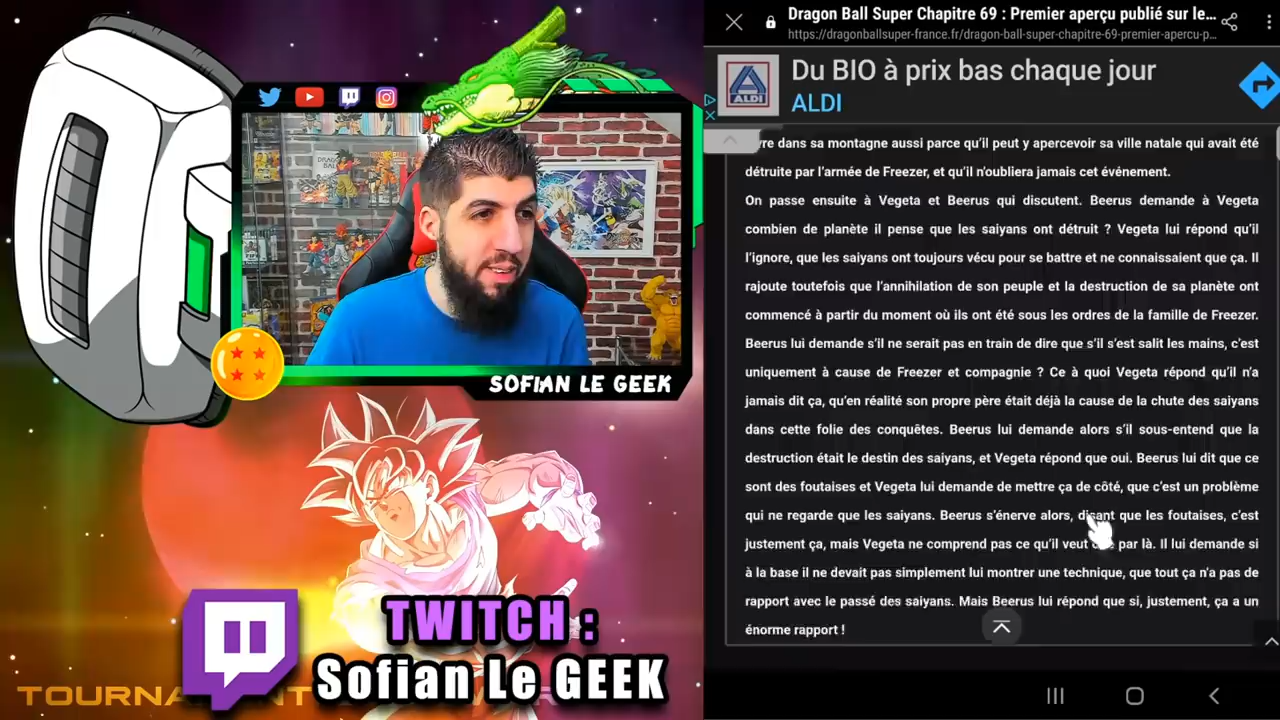 SOFIAN LE GEEK
TWITCH :
Sofian Le GEEK
Dragon Ball Super Chapitre 69 : Premier aperçu publié sur le...
https://dragonballsuper-france.fr/dragon-ball-super-chapitre-69-premier-apercu-p...
ALDI
Du BIO à prix bas chaque jour
ALDI
dans sa montagne aussi parce qu'il peut y apercevoir sa ville natale qui avait été
détruite par l'armée de Freezer, et qu'il n'oubliera jamais cet événement.
On passe ensuite à Vegeta et Beerus qui discutent. Beerus demande à Vegeta
combien de planète il pense que les saiyans ont détruit ? Vegeta lui répond qu'il
l'ignore, que les saiyans ont toujours vécu pour se battre et ne connaissaient que ça. Il
rajoute toutefois que l'annihilation de son peuple et la destruction de sa planète ont
commencé à partir du moment où ils ont été sous les ordres de la famille de Freezer.
Beerus lui demande s'il ne serait pas en train de dire que s'il s'est salît les mains, c'est
uniquement à cause de Freezer et compagnie ? Ce à quoi Vegeta répond qu'il n'a
jamais dit ça, qu'en réalité son propre père était déjà la cause de la chute des saiyans
dans cette folie des conquêtes. Beerus lui demande alors s'il sous-entend que la
destruction était le destin des saiyans, et Vegeta répond que oui. Beerus lui dit que ce
sont des foutaises et Vegeta lui demande de mettre ça de côté, que c'est un problème
qui ne regarde que les saiyans. Beerus s'énerve alors, disant que les foutaises, c'est
justement ça, mais Vegeta ne comprend pas ce qu'il veut par là. Il lui demande si
à la base il ne devait pas simplement lui montrer une technique, que tout ça n'a pas de
rapport avec le passé des saiyans. Mais Beerus lui répond que si, justement, ça a un
énorme rapport !